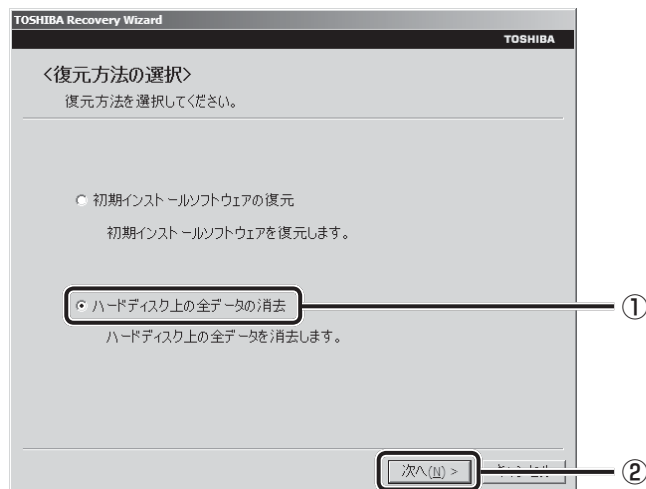 TOSHIBA Recovery Wizard
TOSHIBA
<復元方法の選択>
復元方法を選択してください。
初期インストールソフトウェアの復元
初期インストールソフトウェアを復元します。
ハードディスク上の全データの消去
①
ハードディスク上の全データを消去します。
次へ(N) >
②